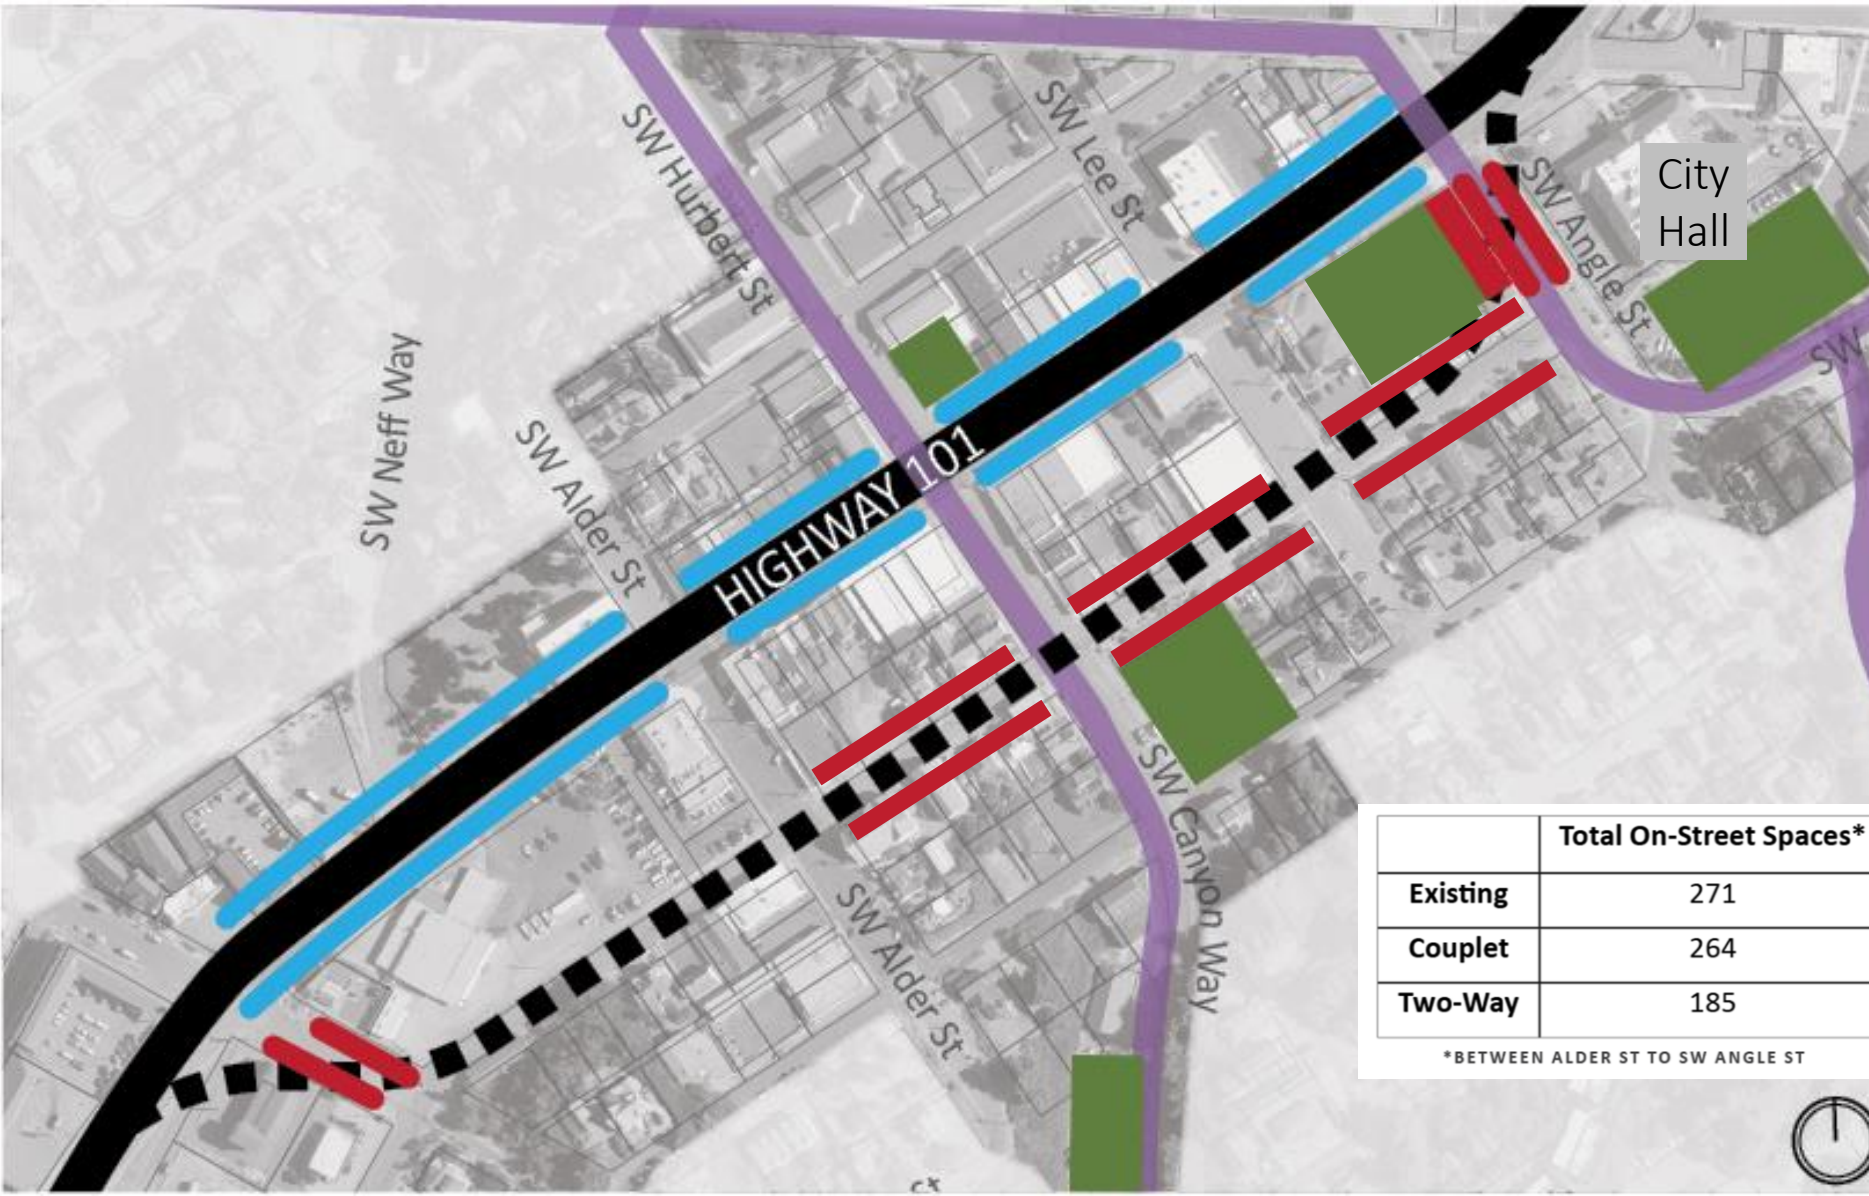 SW Hurbert St
SW Lee St
SW Angle St
City
Hall
SW
SW Neff Way
SW Alder St
HIGHWAY 101
SW Canyon Way
SW Alder St
Total On-Street Spaces*
Existing 271
Couplet 264
Two-Way 185
*BETWEEN ALDER ST TO SW ANGLE ST